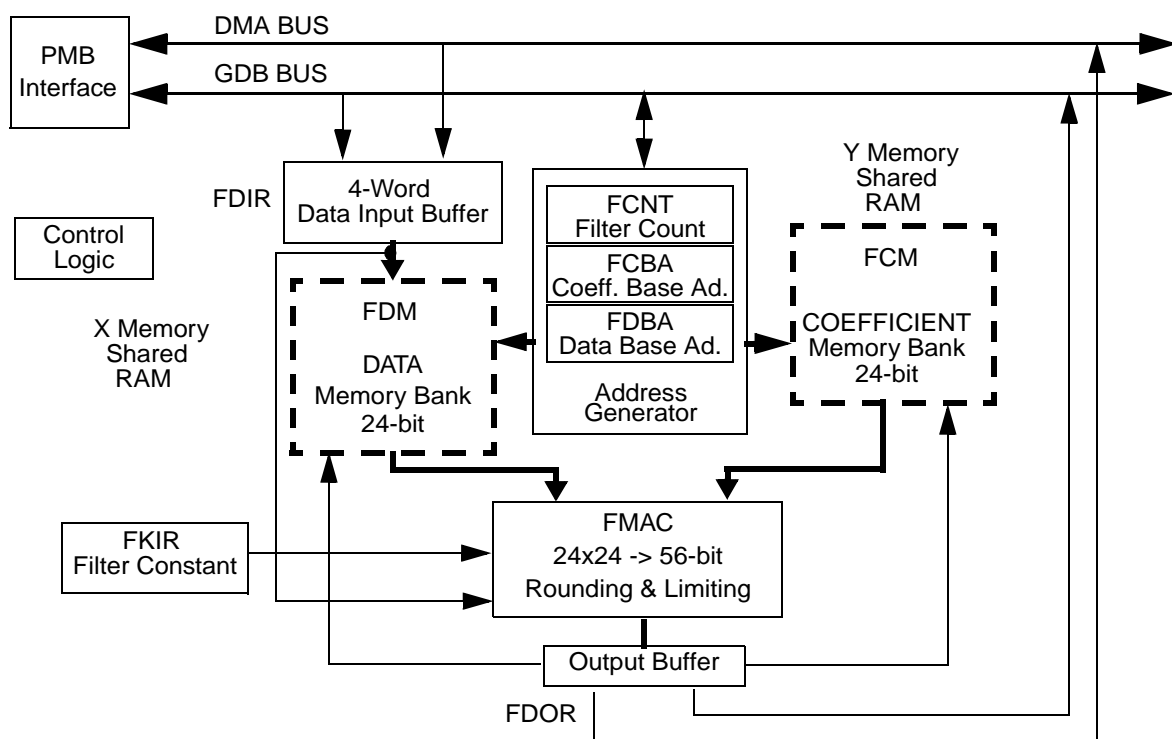 DMA BUS
PMB
Interface
GDB BUS
FDIR
4-Word
Data Input Buffer
Y Memory
Shared
RAM
FCNT
Filter Count
Control
Logic
FCBA
Coeff. Base Ad.
FCM
FDM
FDBA
Data Base Ad.
X Memory
Shared
RAM
COEFFICIENT
Memory Bank
24-bit
DATA
Memory Bank
24-bit
Address
Generator
FKIR
Filter Constant
FMAC
24x24 -> 56-bit
Rounding & Limiting
Output Buffer
FDOR